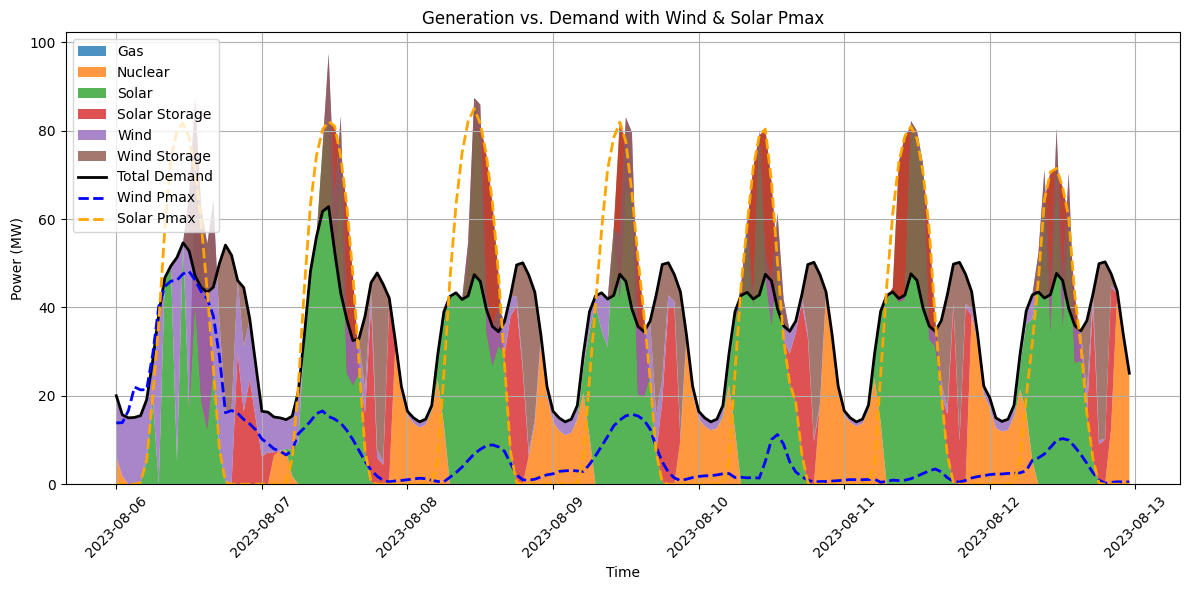 Generation vs. Demand with Wind & Solar Pmax
Power (MW)
100
80
60
40
20
0
Gas
Nuclear
Solar
Solar Storage
Wind
Wind Storage
Total Demand
Wind Pmax
Solar Pmax
2023-08-06
2023-08-07
2023-08-08
2023-08-09
2023-08-10
2023-08-11
2023-08-12
2023-08-13
Time